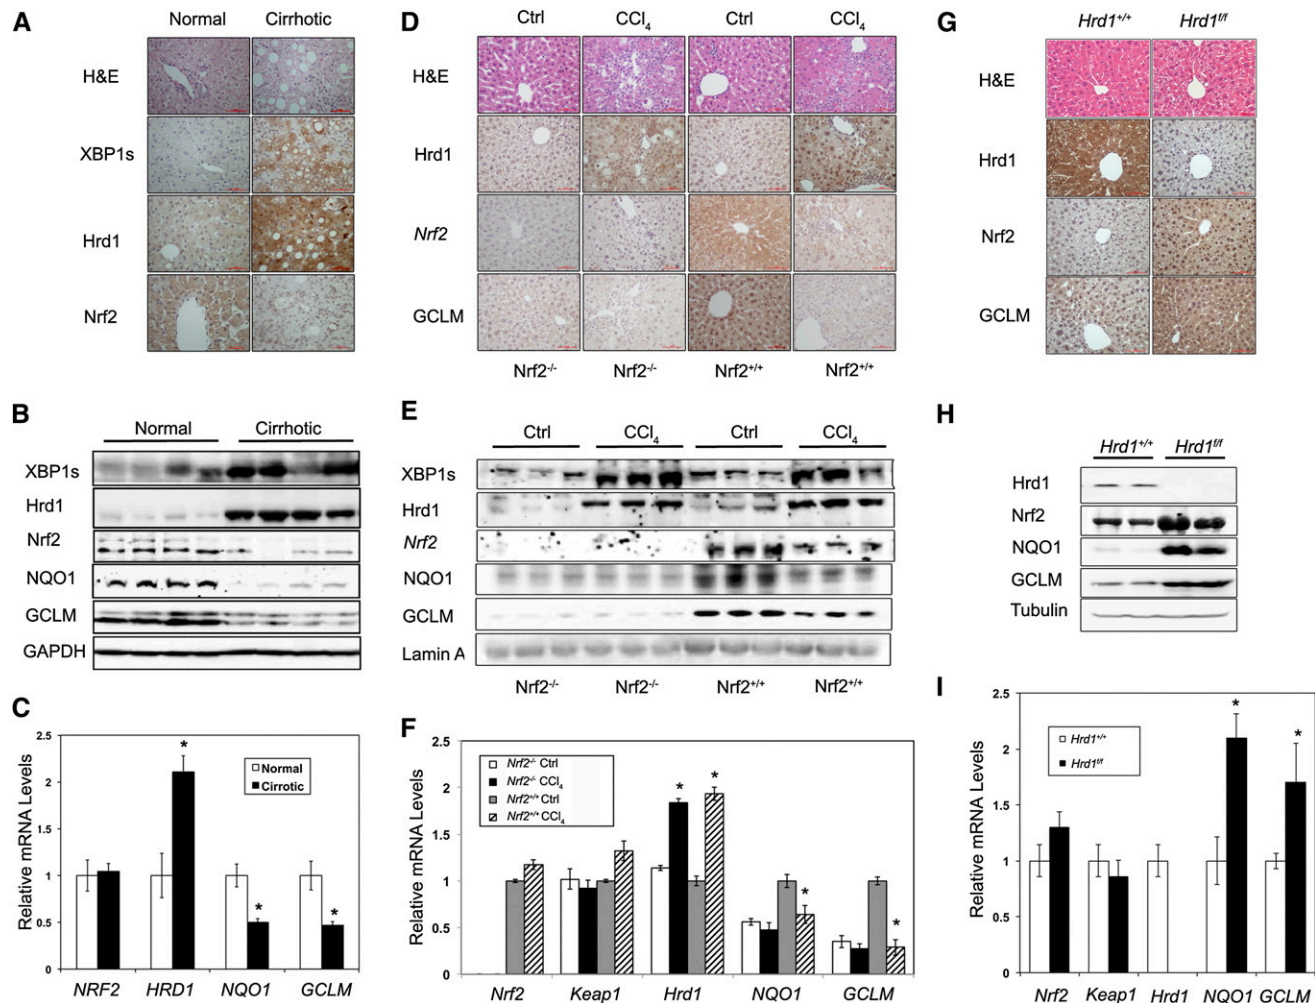 A
Normal Cirrhotic
H&E
XBP1s
Hrd1
Nrf2
B
Normal Cirrhotic
XBP1s
Hrd1
Nrf2
NQO1
GCLM
GAPDH
C
Relative mRNA Levels
2.5
2
1.5
1
0.5
0
Normal
Cirrotic
*
*
*
NRF2 HRD1 NQO1 GCLM
D
Ctrl CCl4 Ctrl CCl4
H&E
Hrd1
Nrf2
GCLM
Nrf2-/- Nrf2-/- Nrf2+/+ Nrf2+/+
E
Ctrl CCl4 Ctrl CCl4
XBP1s
Hrd1
Nrf2
NQO1
GCLM
Lamin A
Nrf2-/- Nrf2-/- Nrf2+/+ Nrf2+/+
F
Relative mRNA Levels
2.5
2
1.5
1
0.5
0
Nrf2-/- Ctrl
Nrf2-/- CCl4
Nrf2+/+ Ctrl
Nrf2+/+ CCl4
*
*
*
*
Nrf2 Keap1 Hrd1 NQO1 GCLM
G
Hrd1+/+ Hrd1f/f
H&E
Hrd1
Nrf2
GCLM
H
Hrd1+/+ Hrd1f/f
Hrd1
Nrf2
NQO1
GCLM
Tubulin
I
Relative mRNA Levels
2.5
2
1.5
1
0.5
0
Hrd1+/+
Hrd1f/f
*
*
Nrf2 Keap1 Hrd1 NQO1 GCLM